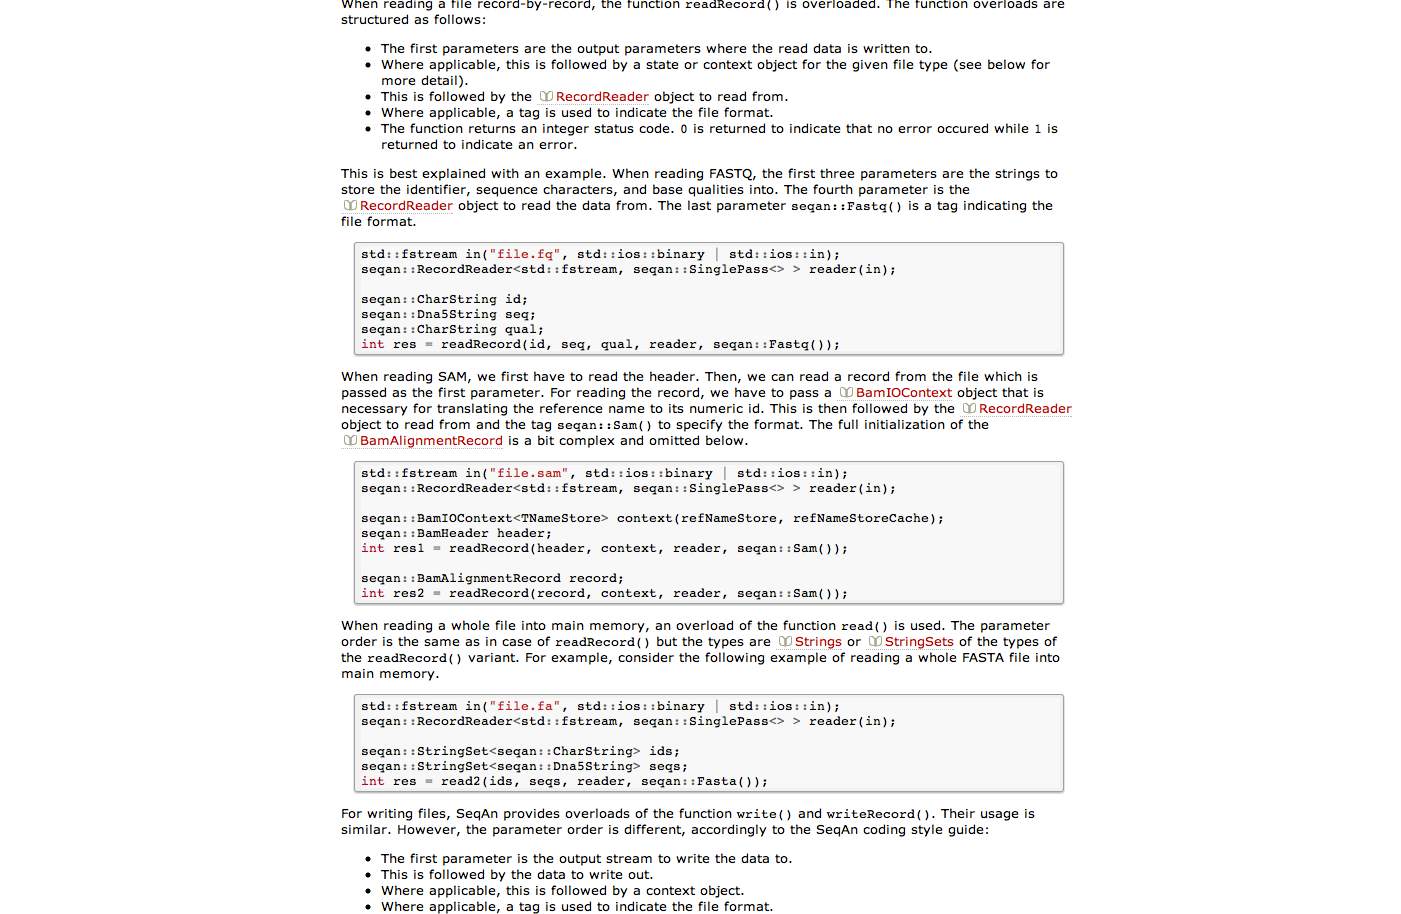 When reading a file record-by-record, the function readRecord() is overloaded. The function overloads are
structured as follows:
• The first parameters are the output parameters where the read data is written to.
• Where applicable, this is followed by a state or context object for the given file type (see below for
more detail).
• This is followed by the RecordReader object to read from.
• Where applicable, a tag is used to indicate the file format.
• The function returns an integer status code. 0 is returned to indicate that no error occured while 1 is
returned to indicate an error.
This is best explained with an example. When reading FASTQ, the first three parameters are the strings to
store the identifier, sequence characters, and base qualities into. The fourth parameter is the
RecordReader object to read the data from. The last parameter seqan::Fastq() is a tag indicating the
file format.
std::fstream in("file.fq", std::ios::binary | std::ios::in);
seqan::RecordReader<std::fstream, seqan::SinglePass<> > reader(in);
seqan::CharString id;
seqan::Dna5String seq;
seqan::CharString qual;
int res = readRecord(id, seq, qual, reader, seqan::Fastq());
When reading SAM, we first have to read the header. Then, we can read a record from the file which is
passed as the first parameter. For reading the record, we have to pass a BamIOContext object that is
necessary for translating the reference name to its numeric id. This is then followed by the RecordReader
object to read from and the tag seqan::Sam() to specify the format. The full initialization of the
BamAlignmentRecord is a bit complex and omitted below.
std::fstream in("file.sam", std::ios::binary | std::ios::in);
seqan::RecordReader<std::fstream, seqan::SinglePass<> > reader(in);
seqan::BamIOContext<TNameStore> context(refNameStore, refNameStoreCache);
seqan::BamHeader header;
int res1 = readRecord(header, context, reader, seqan::Sam());
seqan::BamAlignmentRecord record;
int res2 = readRecord(record, context, reader, seqan::Sam());
When reading a whole file into main memory, an overload of the function read() is used. The parameter
order is the same as in case of readRecord() but the types are Strings or StringSets of the types of
the readRecord() variant. For example, consider the following example of reading a whole FASTA file into
main memory.
std::fstream in("file.fa", std::ios::binary | std::ios::in);
seqan::RecordReader<std::fstream, seqan::SinglePass<> > reader(in);
seqan::StringSet<seqan::CharString> ids;
seqan::StringSet<seqan::Dna5String> seqs;
int res = read2(ids, seqs, reader, seqan::Fasta());
For writing files, SeqAn provides overloads of the function write() and writeRecord(). Their usage is
similar. However, the parameter order is different, accordingly to the SeqAn coding style guide:
• The first parameter is the output stream to write the data to.
• This is followed by the data to write out.
• Where applicable, this is followed by a context object.
• Where applicable, a tag is used to indicate the file format.